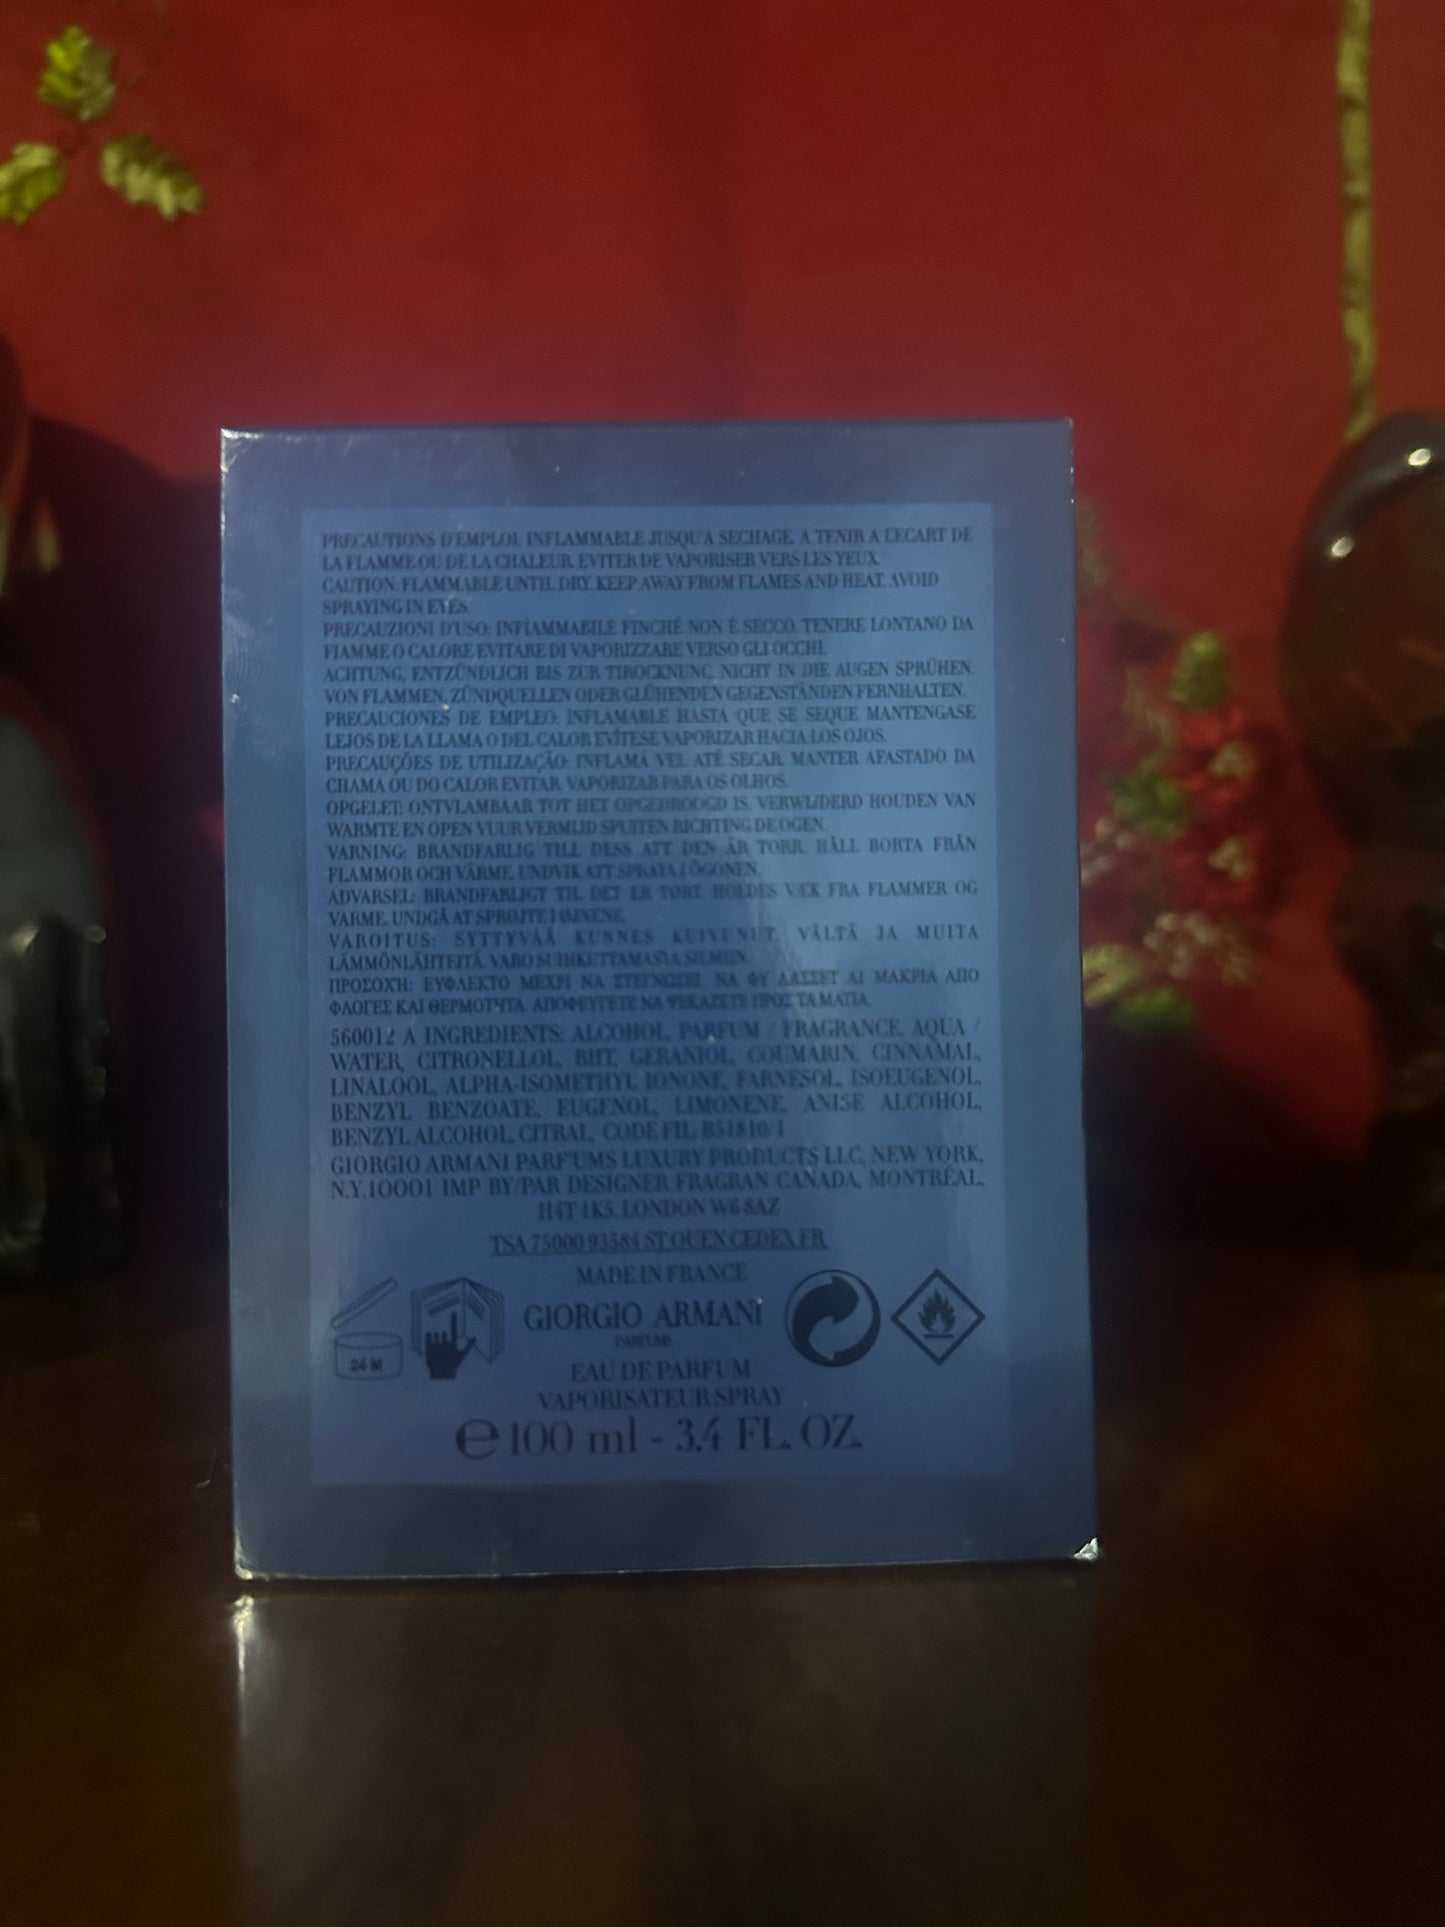 PRECAUTIONS D'EMPLOI: INFLAMMABLE JUSQU'A SECHAGE. A TENIR A L'ECART DE
LA FLAMME OU DE LA CHALEUR. EVITER DE VAPORISER VERS LES YEUX.
CAUTION: FLAMMABLE UNTIL DRY. KEEP AWAY FROM FLAMES AND HEAT. AVOID
SPRAYING IN EYES.
PRECAUZIONI D'USO: INFIAMMABILE FINCHÉ NON È SECCO. TENERE LONTANO DA
FIAMME O CALORE EVITARE DI VAPORIZZARE VERSO GLI OCCHI.
ACHTUNG, ENTZÜNDLICH BIS ZUR TIROCKNUNC. NICHT IN DIE AUGEN SPRÜHEN.
VON FLAMMEN, ZÜNDQUELLEN ODER GLÜHENDEN GEGENSTÄNDEN FERNHALTEN.
PRECAUCIONES DE EMPLEO: INFLAMABLE HASTA QUE SE SEQUE MANTENGASE
LEJOS DE LA LLAMA O DEL CALOR EVÍTESE VAPORIZAR HACIA LOS OJOS.
PRECAUÇÕES DE UTILIZAÇÃO: INFLAMÁ VEL ATÉ SECAR. MANTER AFASTADO DA
CHAMA OU DO CALOR EVITAR. VAPORIZAR PARA OS OLHOS.
OPGELET: ONTVLAMBAAR TOT HET OPGEDROOGD IS. VERWIJDERD HOUDEN VAN
WARMTE EN OPEN VUUR VERMIJD SPUITEN RICHTING DE OGEN.
VARNING: BRANDFARLIG TILL DESS ATT DEN ÄR TORR. HÅLL BORTA FRÅN
FLAMMOR OCH VÄRME. UNDVIK ATT SPRAYA I ÖGONEN.
ADVARSEL: BRANDFARLIGT TIL DET ER TØRT. HOLDES VÆK FRA FLAMMER OG
VARME. UNDGÅ AT SPRØJTE I ØJNENE.
VAROITUS: SYTTYVÄÄ KUNNES KUIVUNUT. VÄLTÄ JA MUITA
LÄMMÖNLÄHTEITÄ. VARO SUIHKUTTAMASTA SILMIIN.
ΠΡΟΣΟΧΗ: ΕΥΦΛΕΚΤΟ ΜΕΧΡΙ ΝΑ ΣΤΕΓΝΩΣΕΙ. ΝΑ ΦΥ ΛΑΣΣΕΤ ΑΙ ΜΑΚΡΙΑ ΑΠΟ
ΦΛΟΓΕΣ ΚΑΙ ΘΕΡΜΟΤΗΤΑ. ΑΠΟΦΕΥΓΕΤΕ ΝΑ ΨΕΚΑΖΕΤΕ ΠΡΟΣ ΤΑ ΜΑΤΙΑ.
560012 A INGREDIENTS: ALCOHOL, PARFUM / FRAGRANCE, AQUA /
WATER, CITRONELLOL, BHT, GERANIOL, COUMARIN, CINNAMAL,
LINALOOL, ALPHA-ISOMETHYL IONONE, FARNESOL, ISOEUGENOL,
BENZYL BENZOATE, EUGENOL, LIMONENE, ANISE ALCOHOL,
BENZYL ALCOHOL, CITRAL, CODE FIL: B51810/1
GIORGIO ARMANI PARFUMS LUXURY PRODUCTS LLC, NEW YORK,
N.Y.10001 IMP BY/PAR DESIGNER FRAGRAN CANADA, MONTRÉAL,
H4T 1K5. LONDON W6 8AZ
TSA 75000 93584 ST OUEN CEDEX FR
MADE IN FRANCE
GIORGIO ARMANI
PARFUMS
24 M
EAU DE PARFUM
VAPORISATEUR SPRAY
℮ 100 ml - 3.4 FL. OZ.